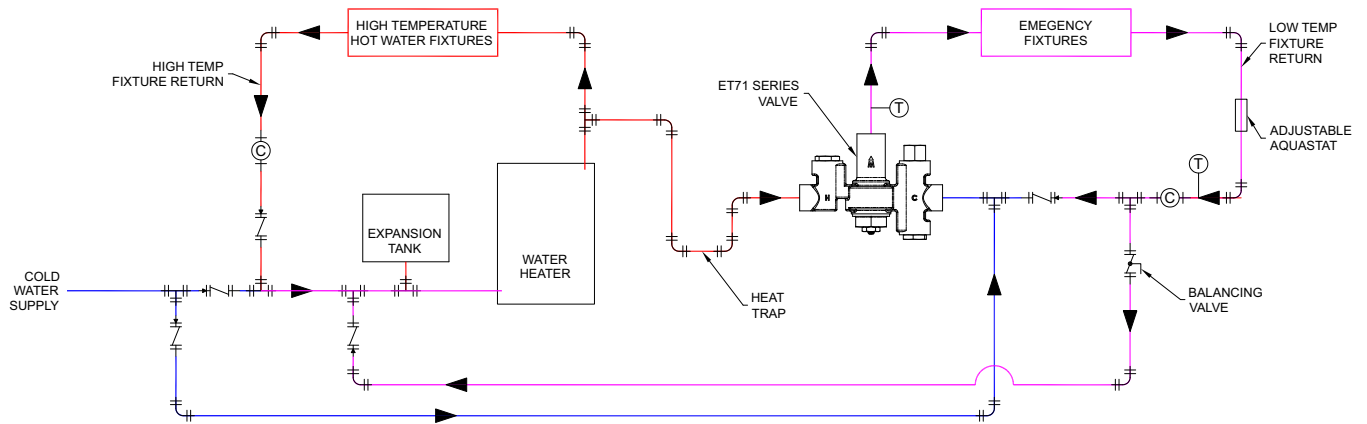 HIGH TEMPERATURE
HOT WATER FIXTURES
EMEGENCY
FIXTURES
LOW TEMP
FIXTURE
RETURN
HIGH TEMP
FIXTURE RETURN
ET71 SERIES
VALVE
T
ADJUSTABLE
AQUASTAT
C
T
C
H
C
EXPANSION
TANK
WATER
HEATER
COLD
WATER
SUPPLY
HEAT
TRAP
BALANCING
VALVE